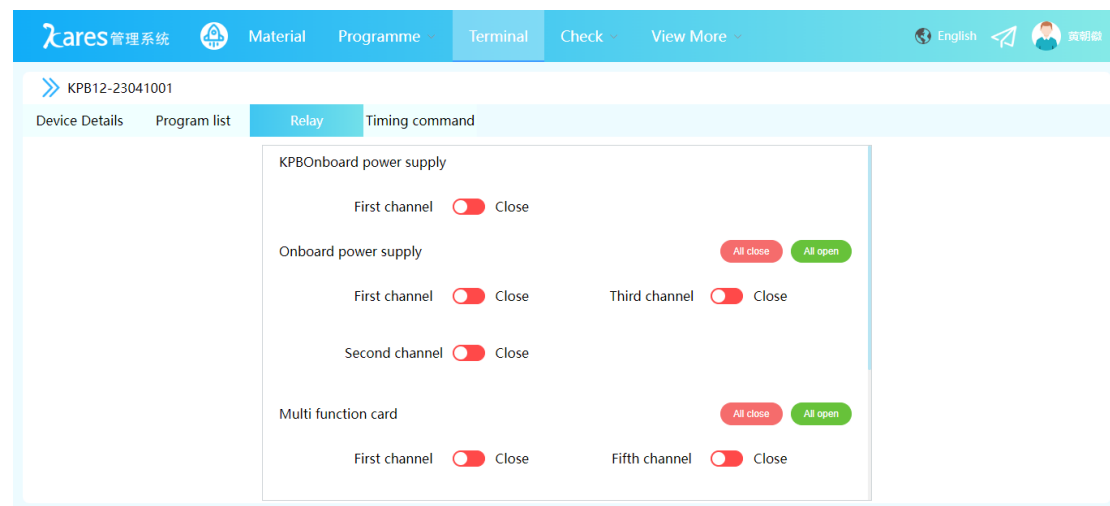 kares管理系统 Material Programme Terminal Check View More English 黄朝献
KPB12-23041001
Device Details Program list Relay Timing command
KPBOnboard power supply
First channel Close
Onboard power supply All close All open
First channel Close Third channel Close
Second channel Close
Multi function card All close All open
First channel Close Fifth channel Close